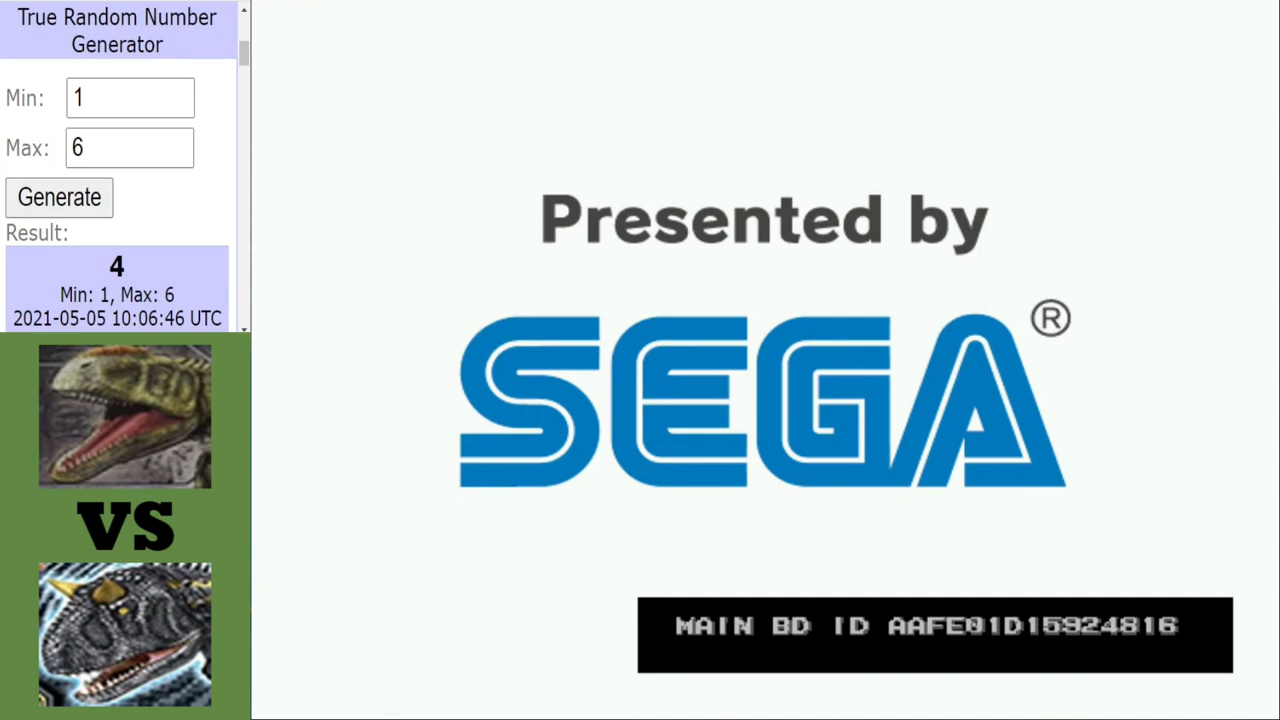 True Random Number
Generator
Min: 1
Max: 6
Generate
Result:
4
Min: 1, Max: 6
2021-05-05 10:06:46 UTC
VS
Presented by
SEGA®
MAIN BD ID AAFE01D15924816